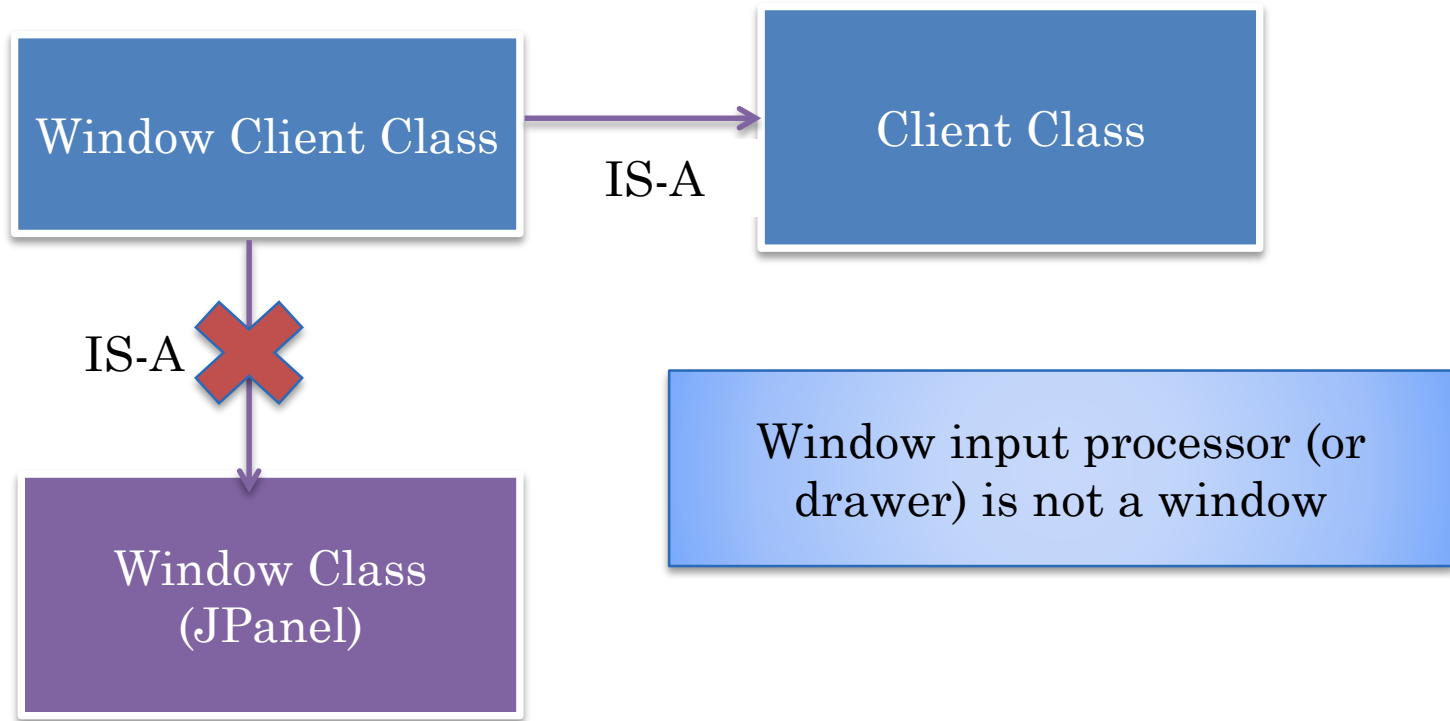 Window Client Class
Client Class
IS-A
IS-A
Window input processor (or
drawer) is not a window
Window Class
(JPanel)